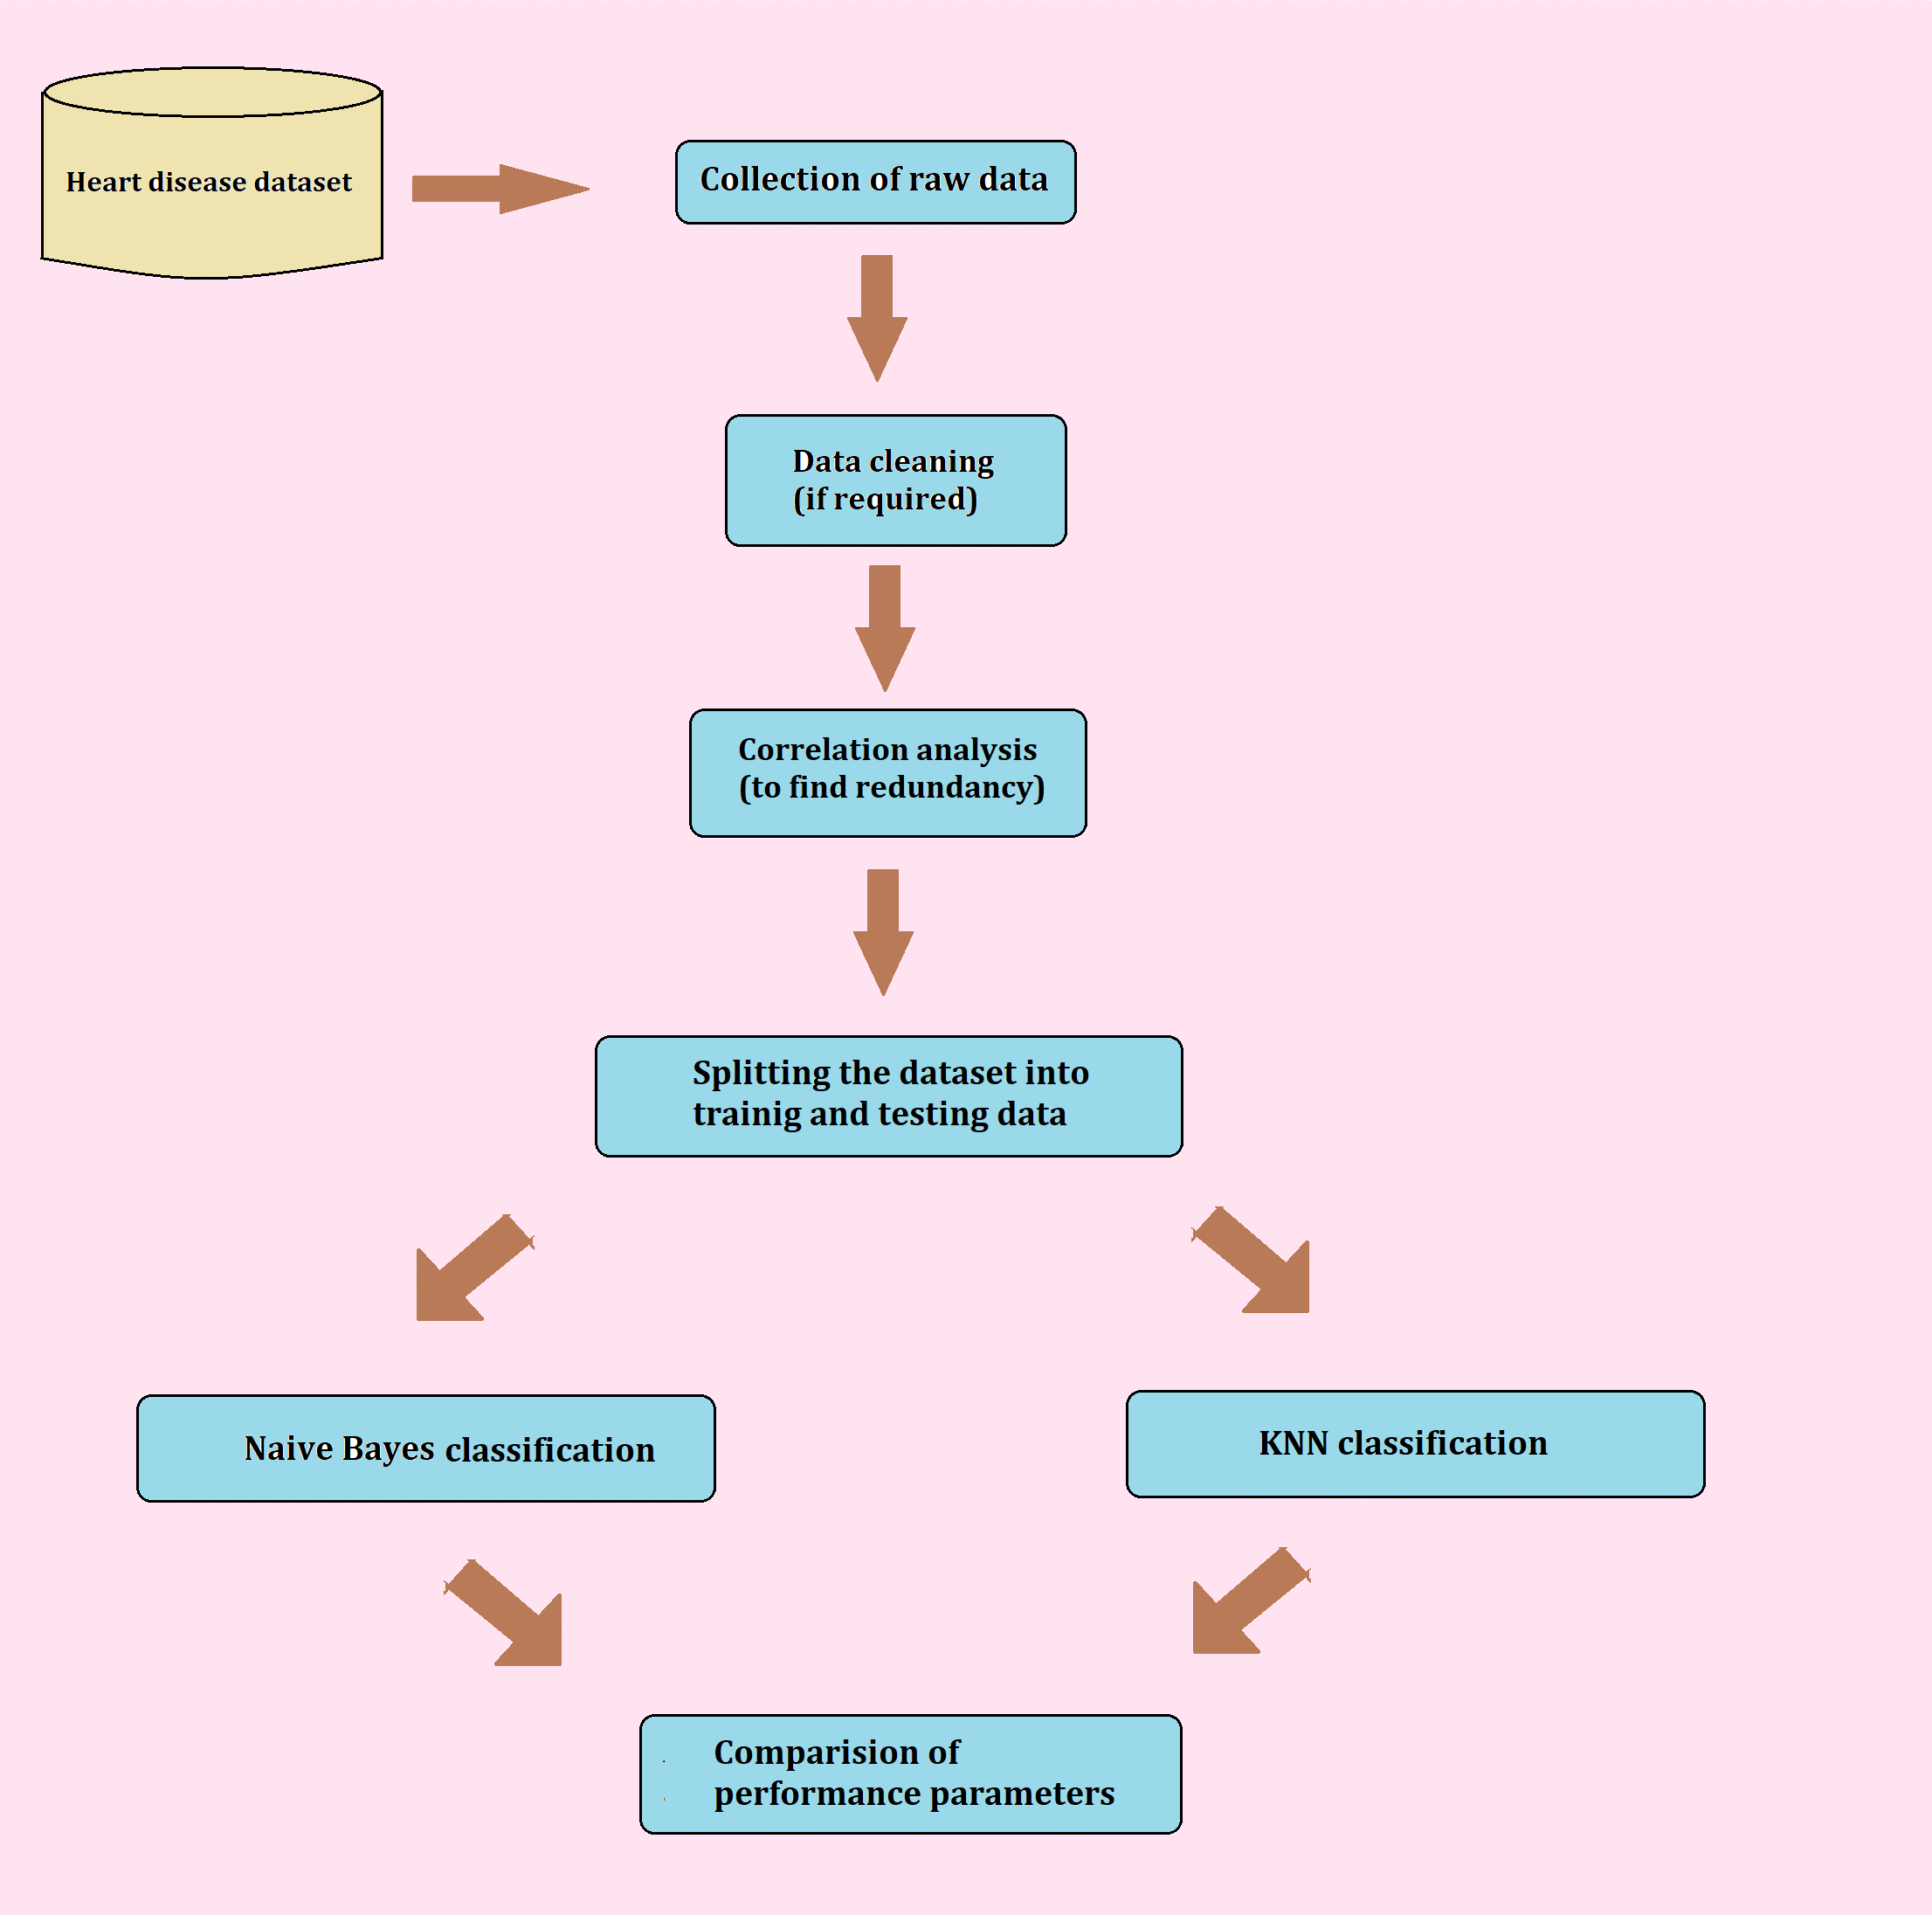 Heart disease dataset
Collection of raw data
Data cleaning
(if required)
Correlation analysis
(to find redundancy)
Splitting the dataset into
trainig and testing data
Naive Bayes classification
KNN classification
Comparision of
performance parameters